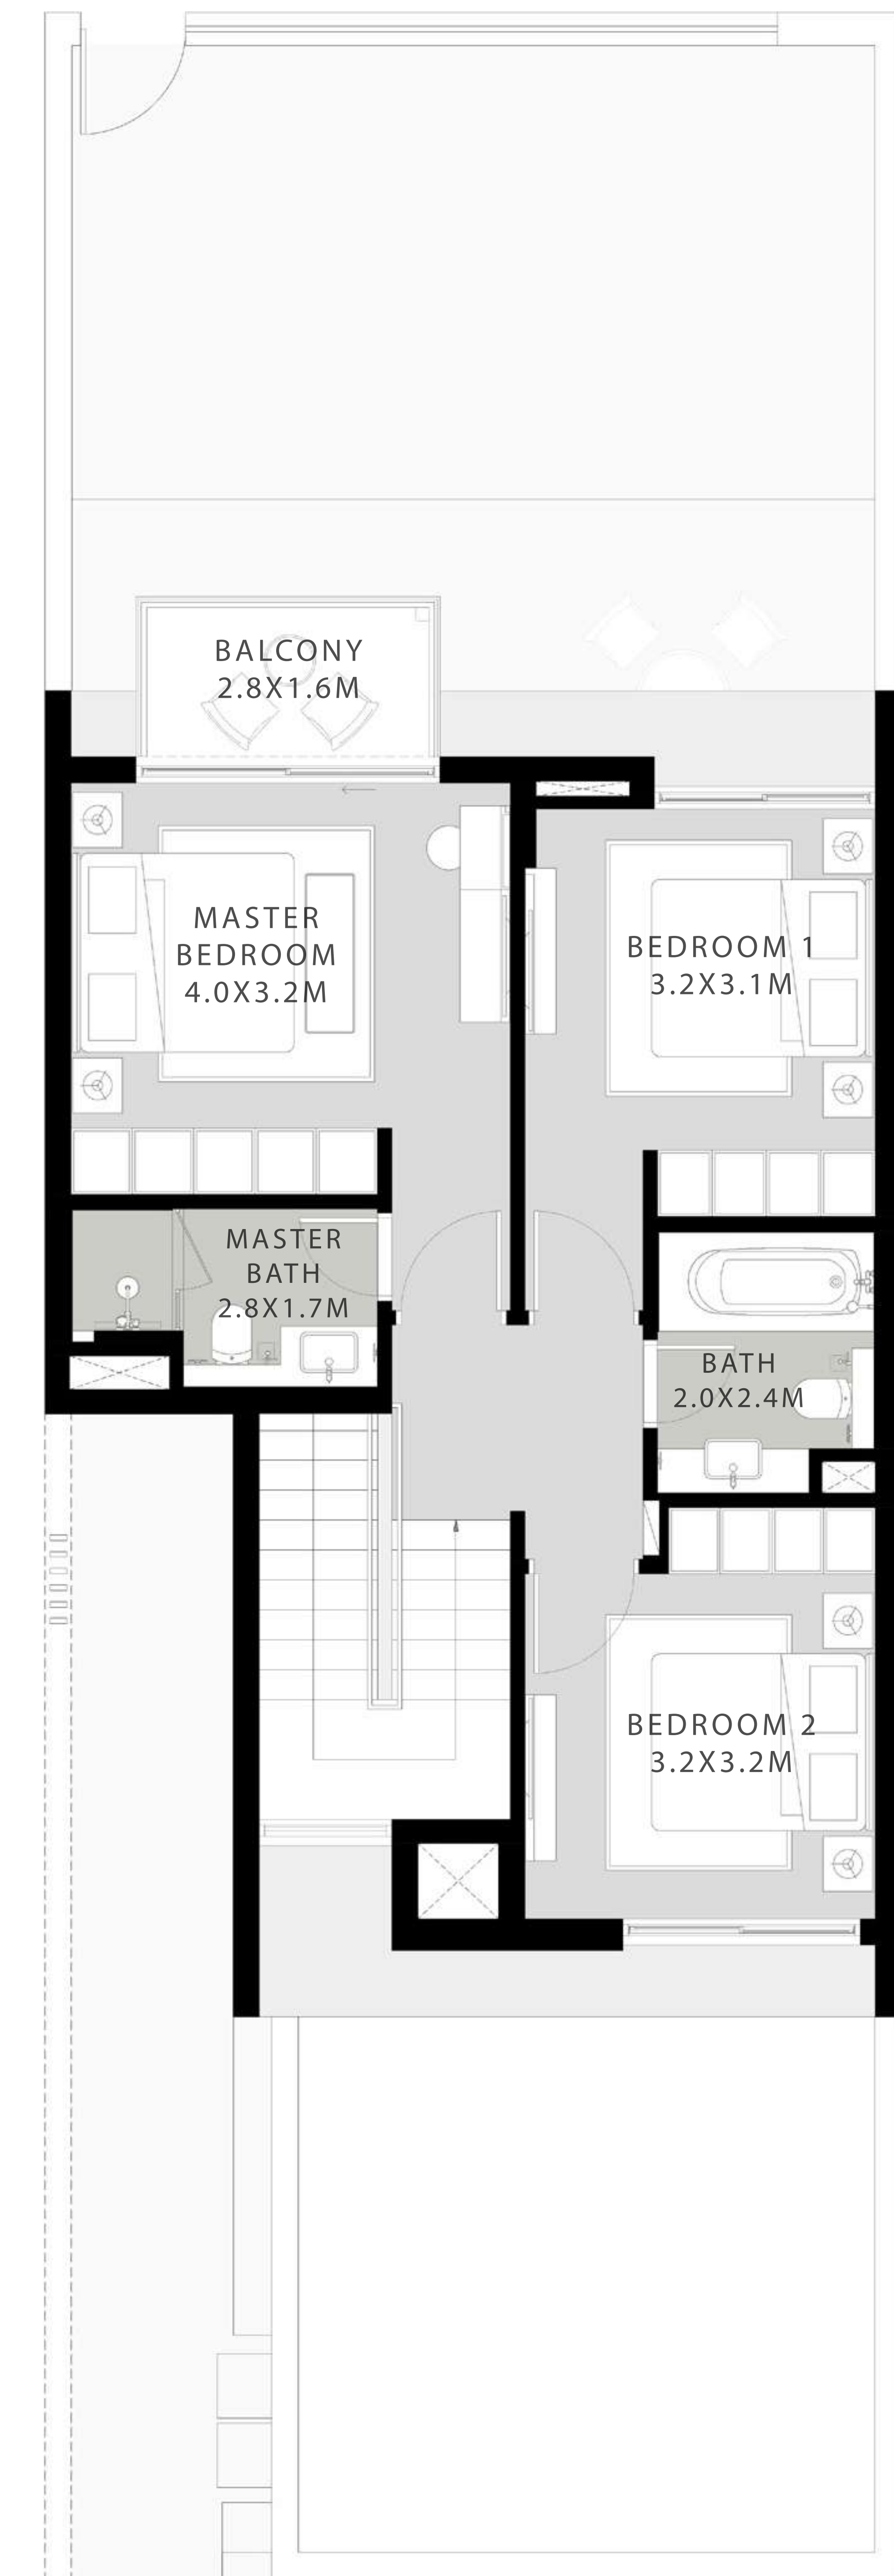 BALCONY
2.8X1.6M
MASTER
BEDROOM
4.0X3.2M
BEDROOM 1
3.2X3.1M
MASTER
BATH
2.8X1.7M
BATH
2.0X2.4M
BEDROOM 2
3.2X3.2M